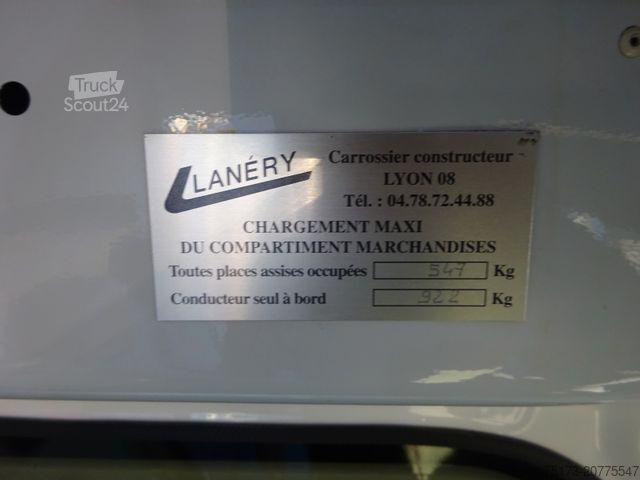 Truck
Scout24
LANÉRY
Carrossier constructeur
LYON 08
Tél. : 04.78.72.44.88
CHARGEMENT MAXI
DU COMPARTIMENT MARCHANDISES
Toutes places assises occupées 547 Kg
Conducteur seul à bord 922 Kg